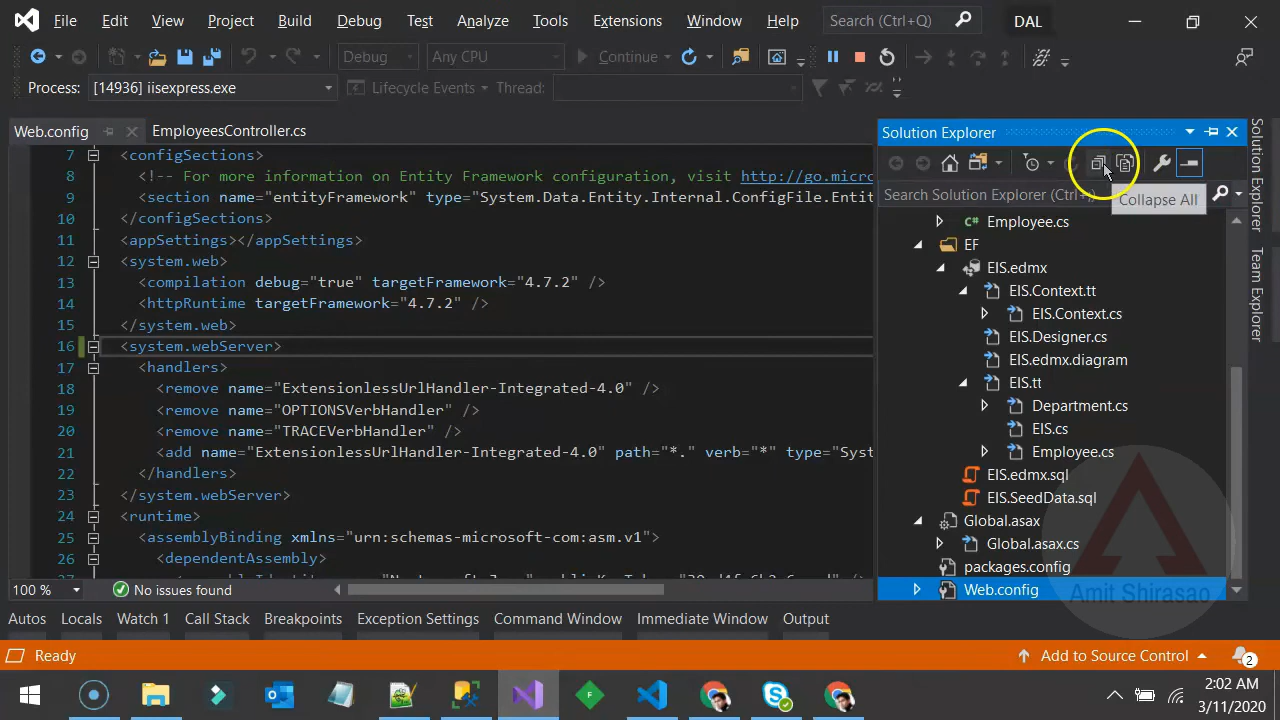 File Edit View Project Build Debug Test Analyze Tools Extensions Window Help Search (Ctrl+Q) DAL
Debug Any CPU Continue
Process: [14936] iisexpress.exe Lifecycle Events Thread:
Web.config EmployeesController.cs
7 <configSections>
8 <!-- For more information on Entity Framework configuration, visit http://go.micr
9 <section name="entityFramework" type="System.Data.Entity.Internal.ConfigFile.Enti
10 </configSections>
11 <appSettings></appSettings>
12 <system.web>
13 <compilation debug="true" targetFramework="4.7.2" />
14 <httpRuntime targetFramework="4.7.2" />
15 </system.web>
16 <system.webServer>
17 <handlers>
18 <remove name="ExtensionlessUrlHandler-Integrated-4.0" />
19 <remove name="OPTIONSVerbHandler" />
20 <remove name="TRACEVerbHandler" />
21 <add name="ExtensionlessUrlHandler-Integrated-4.0" path="*." verb="*" type="Syst
22 </handlers>
23 </system.webServer>
24 <runtime>
25 <assemblyBinding xmlns="urn:schemas-microsoft-com:asm.v1">
26 <dependentAssembly>
100 % No issues found
Solution Explorer
Collapse All
Search Solution Explorer (Ctrl+;)
Employee.cs
EF
EIS.edmx
EIS.Context.tt
EIS.Context.cs
EIS.Designer.cs
EIS.edmx.diagram
EIS.tt
Department.cs
EIS.cs
Employee.cs
EIS.edmx.sql
EIS.SeedData.sql
Global.asax
Global.asax.cs
packages.config
Web.config
Amit Shirasao
Solution Explorer
Team Explorer
Autos Locals Watch 1 Call Stack Breakpoints Exception Settings Command Window Immediate Window Output
Ready Add to Source Control 2
2:02 AM
3/11/2020